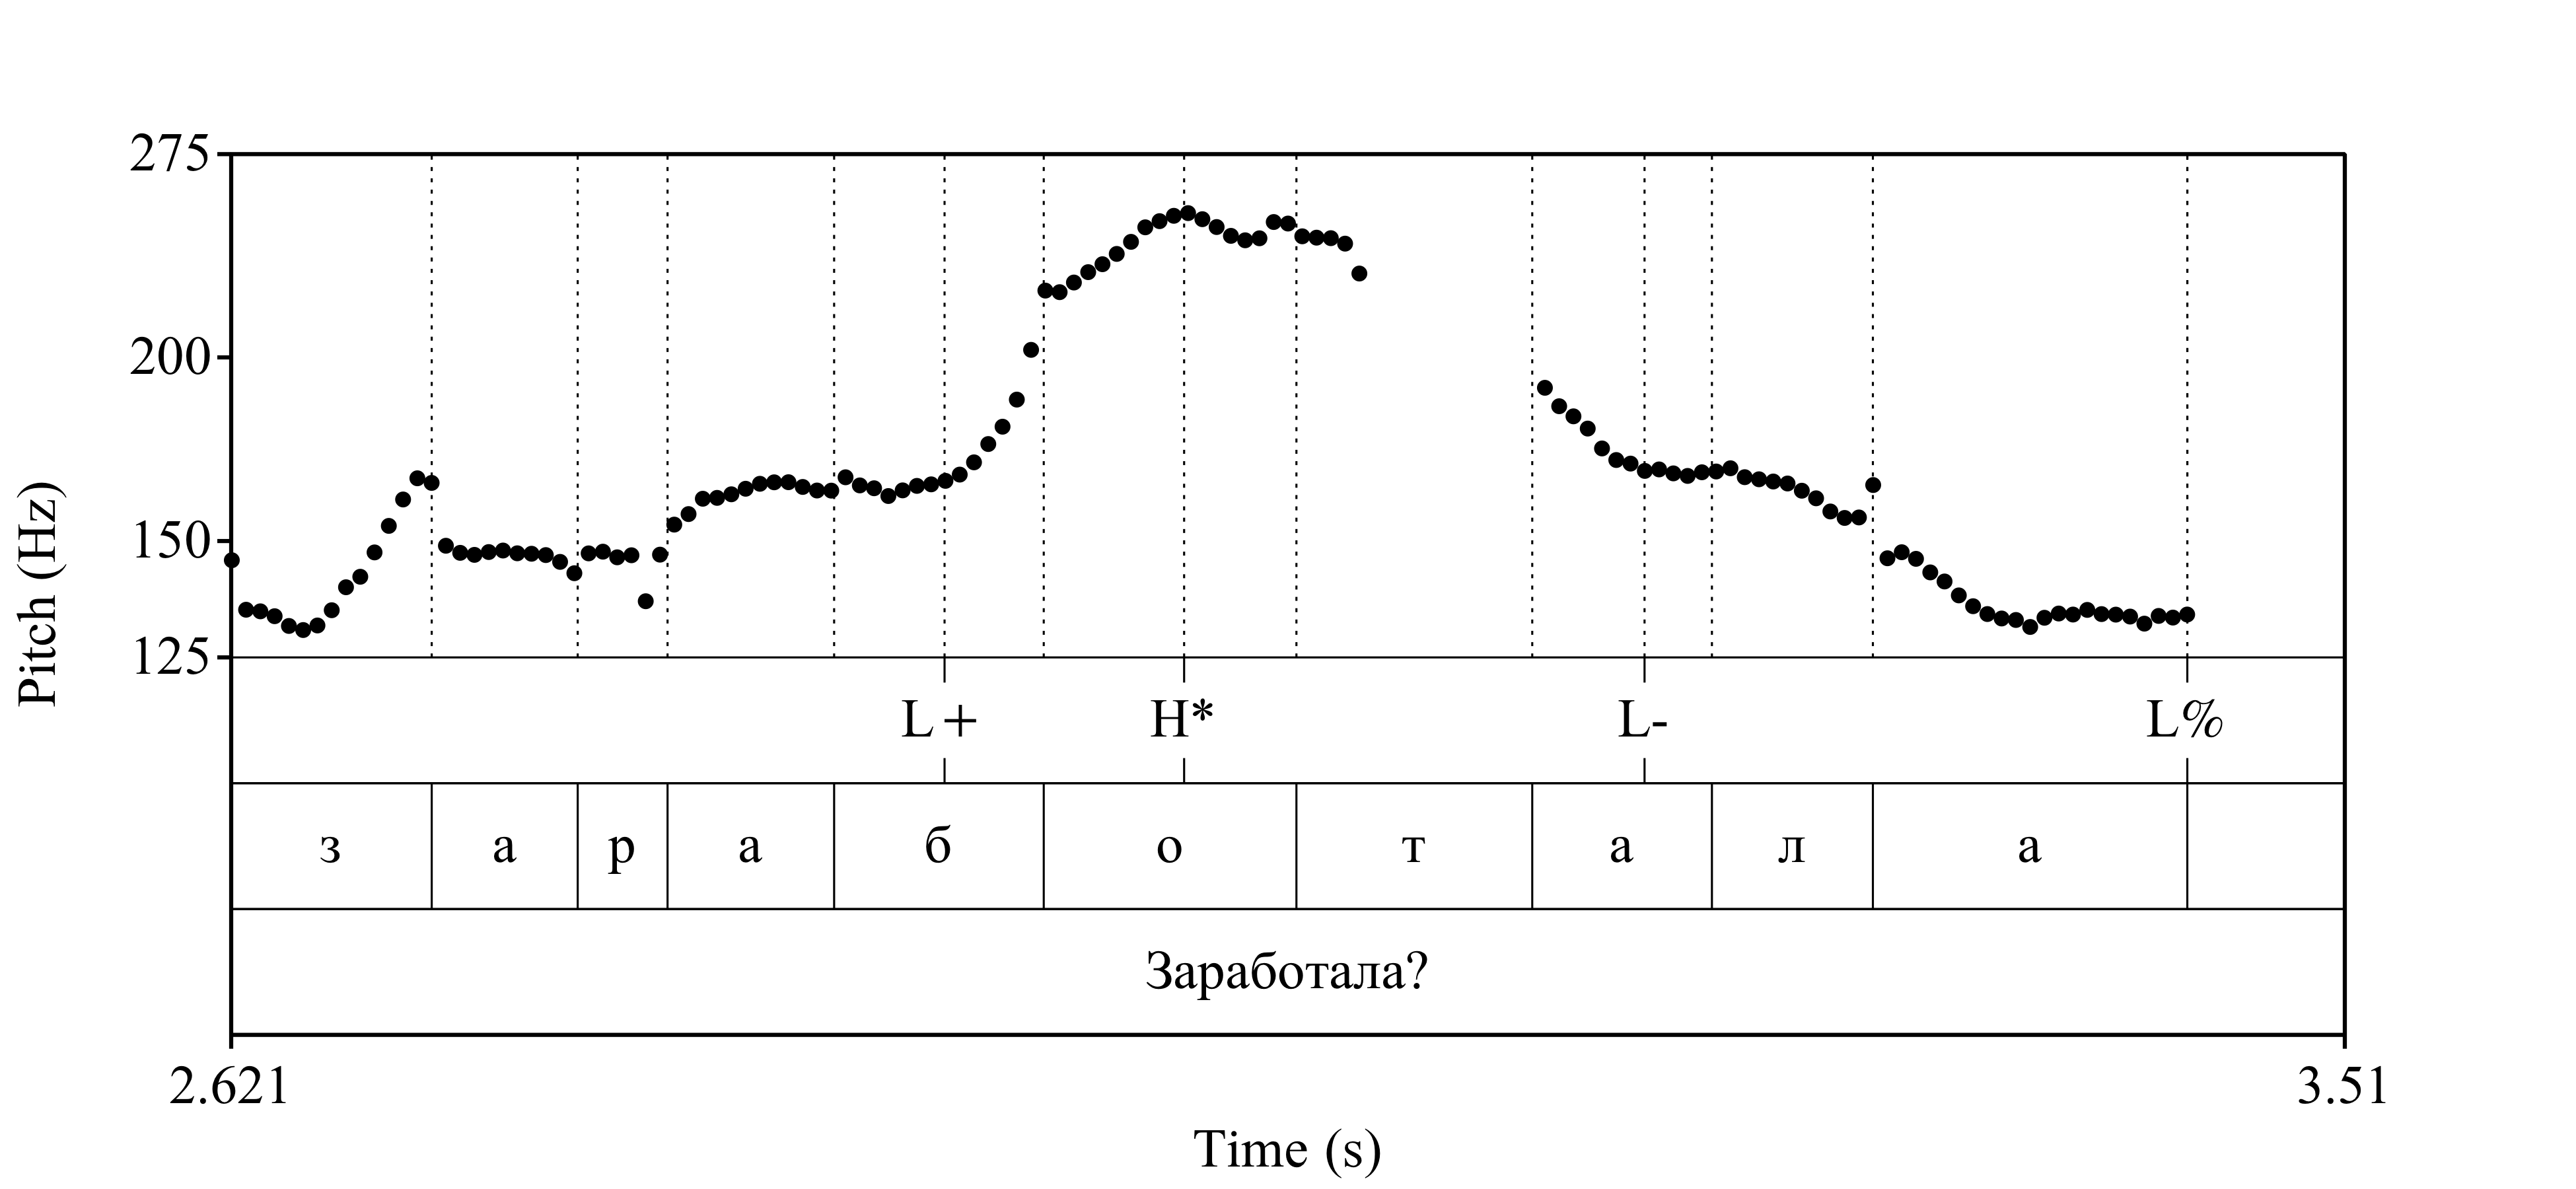 275
200
150
125
Pitch (Hz)
L+ H* L- L%
з а р а б о т а л а
Заработала?
2.621 3.51
Time (s)